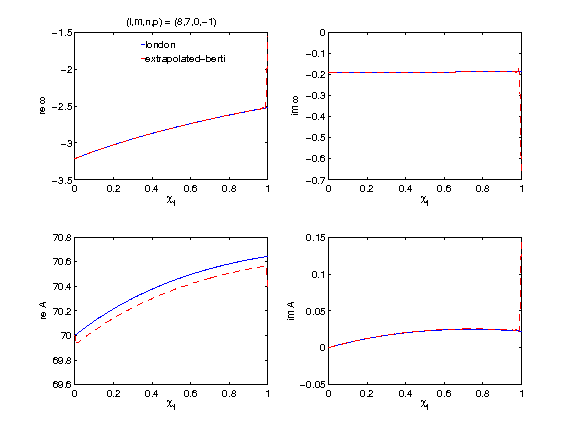 (l,m,n,p) = (8,7,0,−1)
−1.5
−2
−2.5
−3
−3.5
re ω
london
extrapolated−berti
0 0.2 0.4 0.6 0.8 1
χf
0
−0.1
−0.2
−0.3
−0.4
−0.5
−0.6
−0.7
im ω
0 0.2 0.4 0.6 0.8 1
χf
70.8
70.6
70.4
70.2
70
69.8
69.6
re A
0 0.2 0.4 0.6 0.8 1
χf
0.15
0.1
0.05
0
−0.05
im A
0 0.2 0.4 0.6 0.8 1
χf